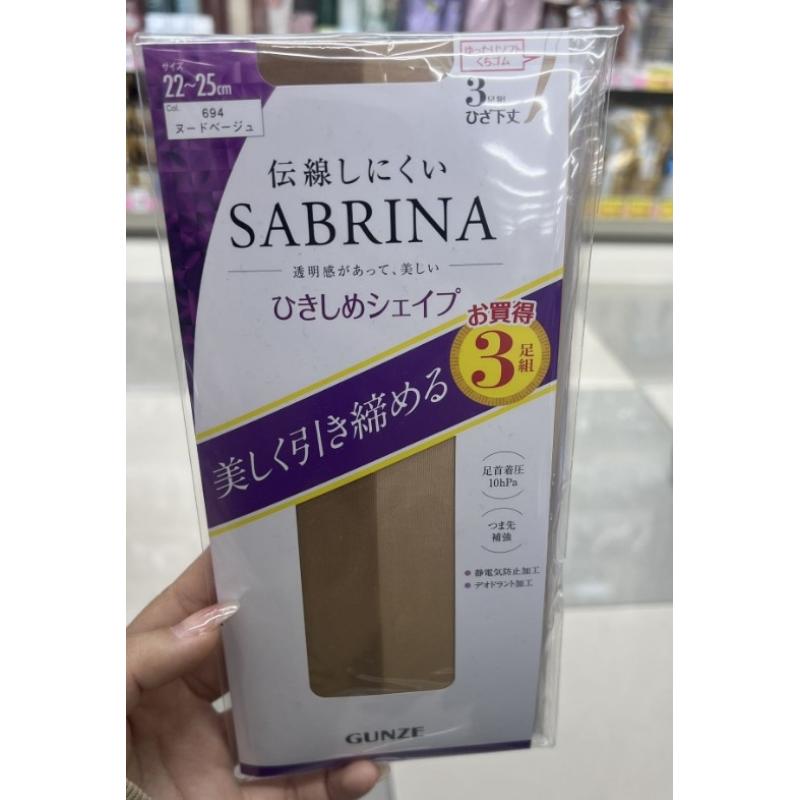 サイズ
22~25cm
Col.
694
ヌードベージュ
ゆったりソフト
くちゴム
3足組
ひざ下丈
伝線しにくい
SABRINA
透明感があって、美しい
ひきしめシェイプ
お買得
3足組
美しく引き締める
足首着圧
10hPa
つま先
補強
静電気防止加工
デオドラント加工
GUNZE